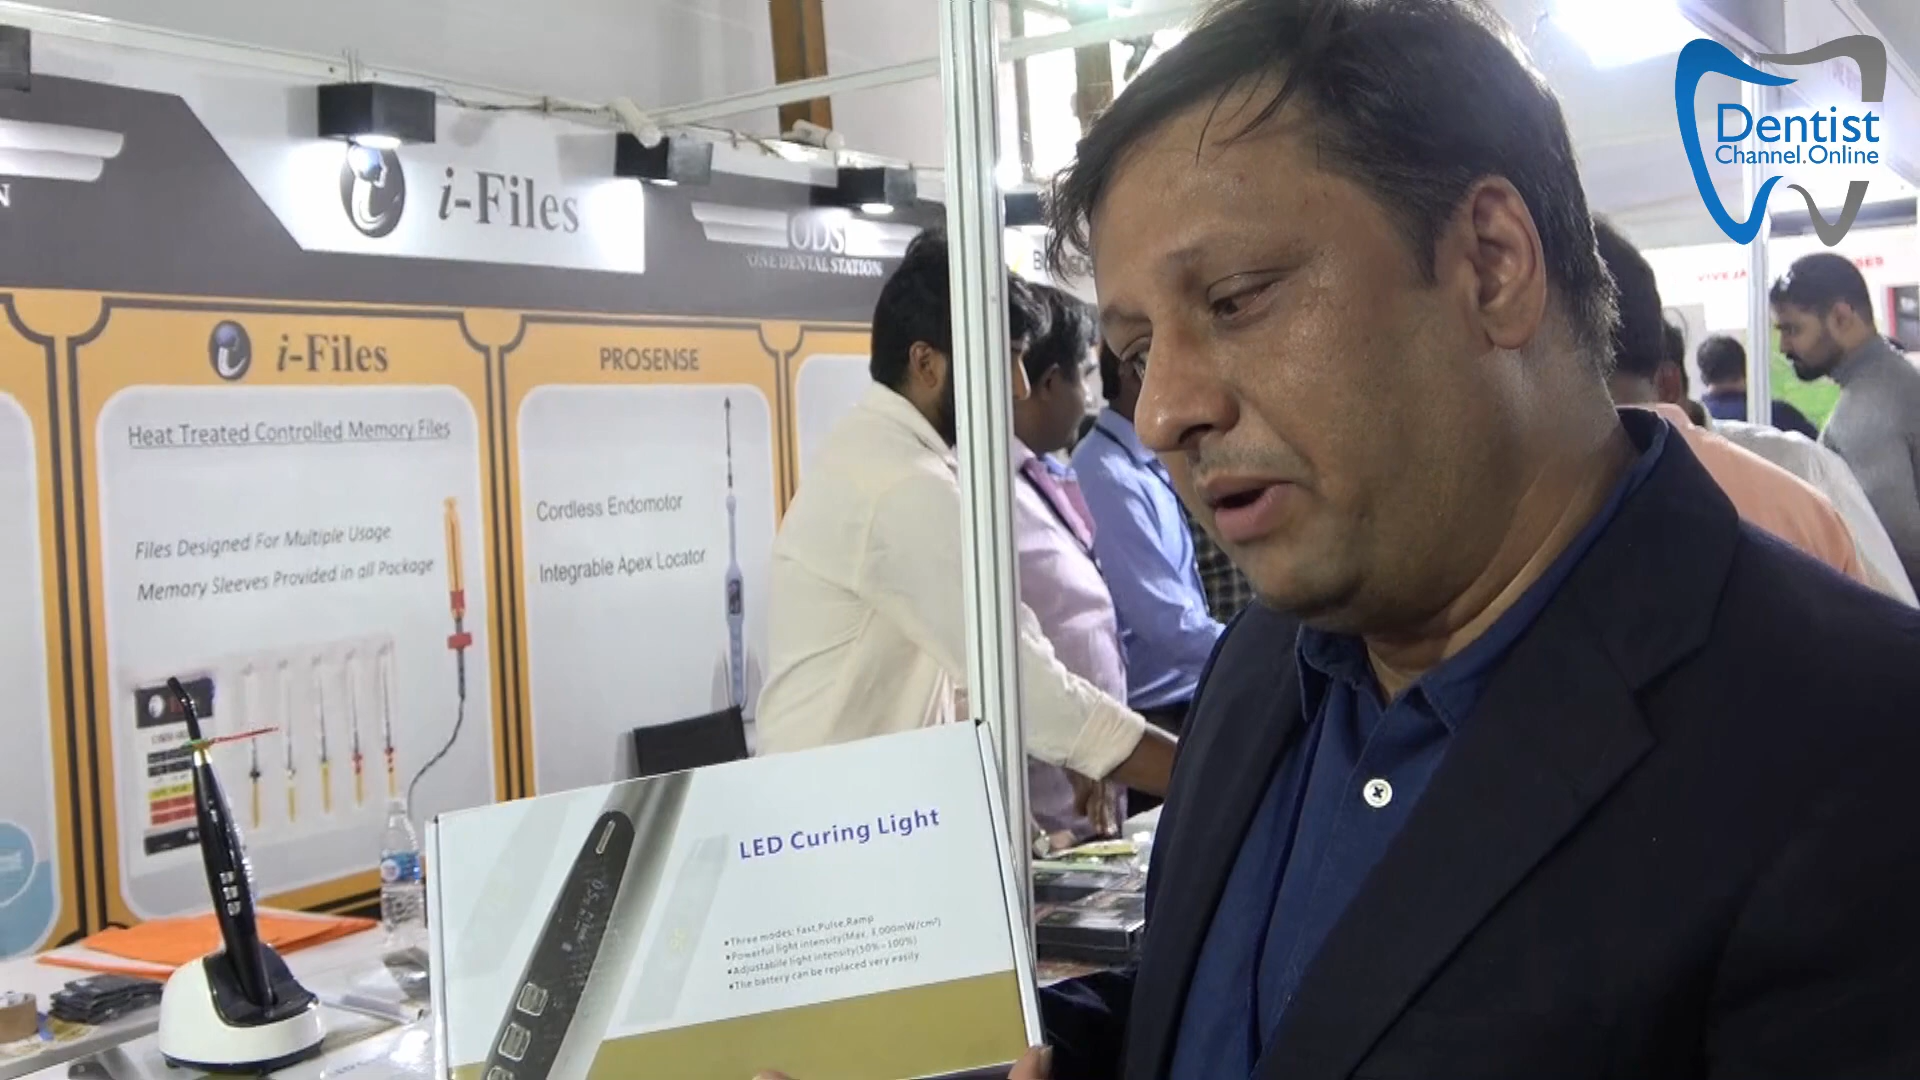 Dentist
Channel.Online
i-Files
ODS
ONE DENTAL STATION
i-Files
Heat Treated Controlled Memory Files
Files Designed For Multiple Usage
Memory Sleeves Provided in all Package
PROSENSE
Cordless Endomotor
Integrable Apex Locator
LED Curing Light
•Three modes: Fast,Pulse,Ramp
•Powerful light intensity(Max. 3,000mW/cm²)
•Adjustabile light intensity(50%~100%)
•The battery can be replaced very easily